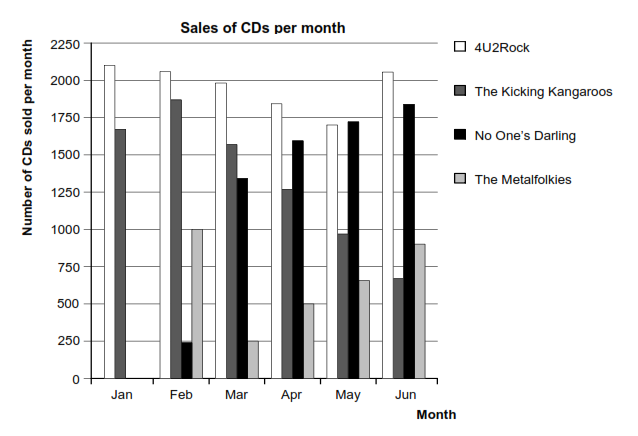 Sales of CDs per month
Number of CDs sold per month
2250
2000
1750
1500
1250
1000
750
500
250
0
Jan Feb Mar Apr May Jun
Month
4U2Rock
The Kicking Kangaroos
No One's Darling
The Metalfolkies